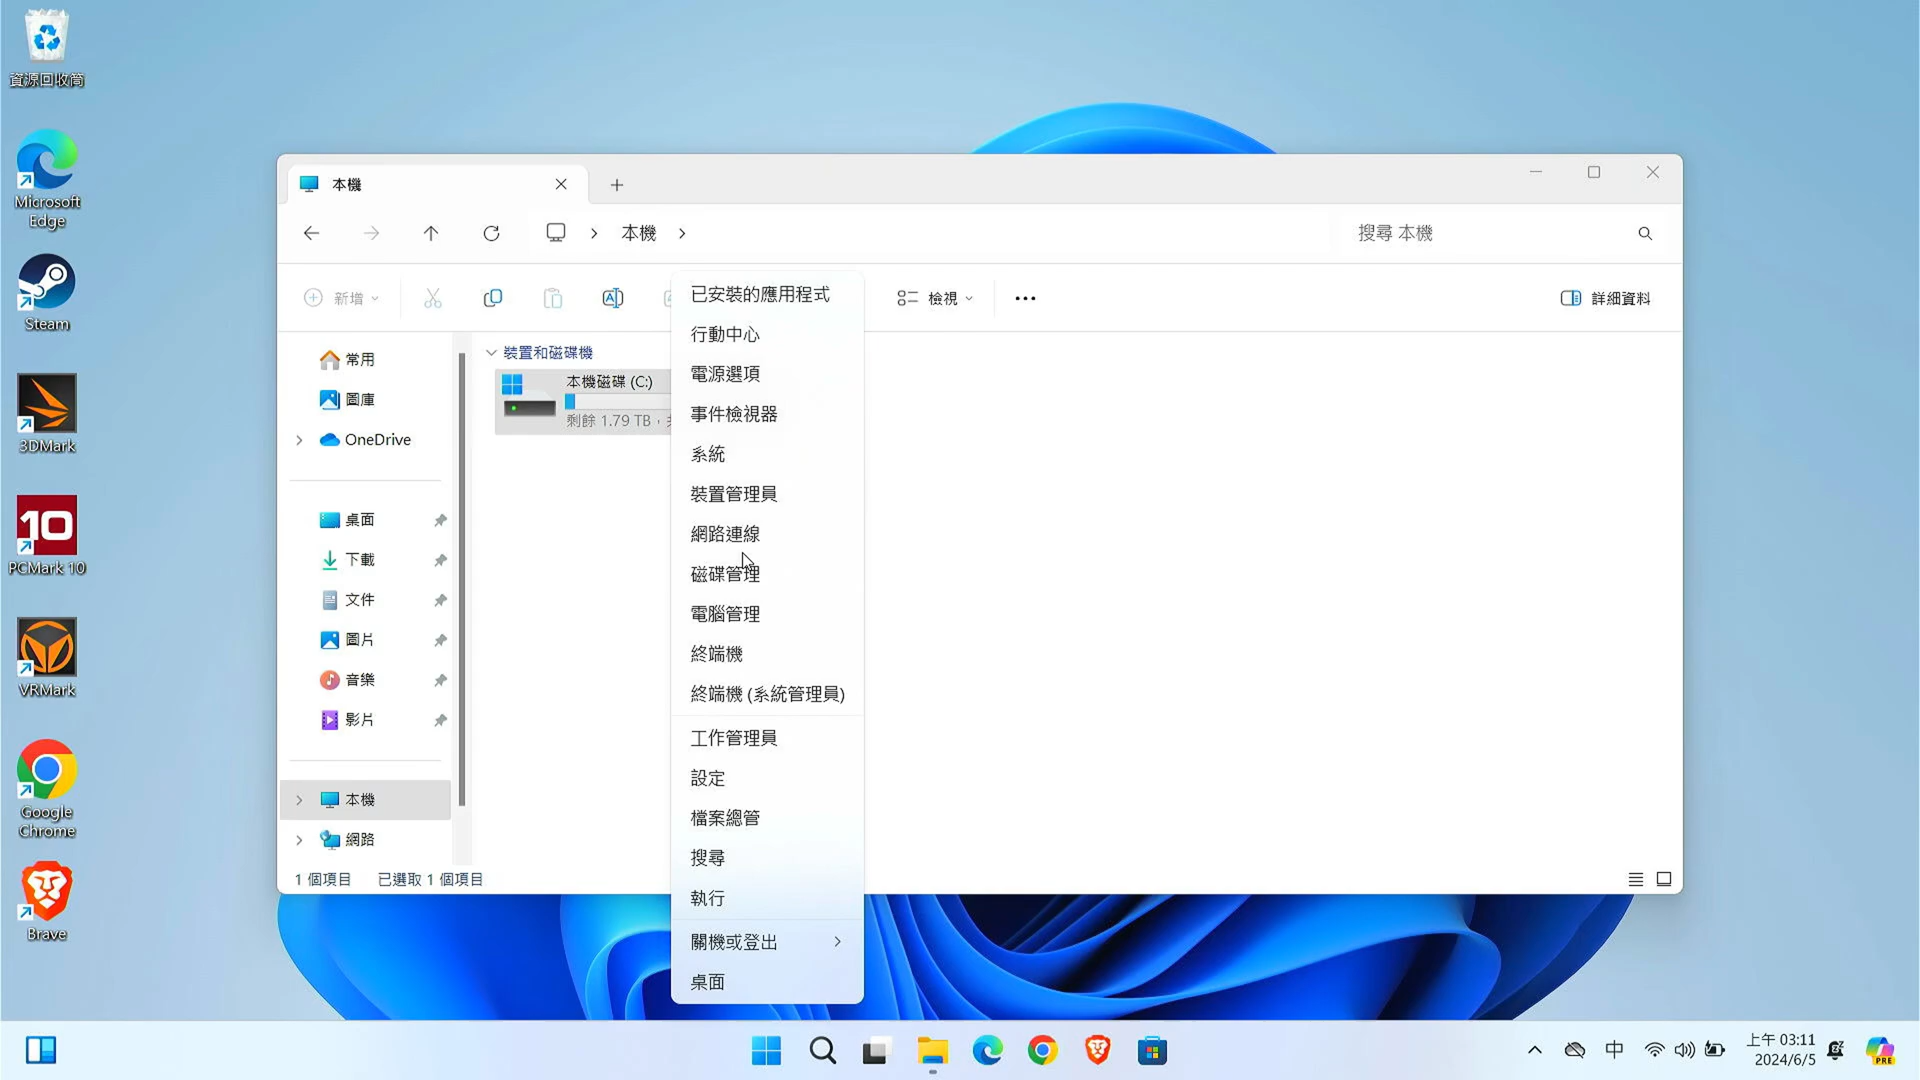 資源回收筒
Microsoft
Edge
Steam
3DMark
10
PCMark 10
VRMark
Google
Chrome
Brave
本機
本機
搜尋 本機
新增
檢視
詳細資料
常用
圖庫
OneDrive
桌面
下載
文件
圖片
音樂
影片
本機
網路
裝置和磁碟機
本機磁碟 (C:)
剩餘 1.79 TB,
1 個項目
已選取 1 個項目
已安裝的應用程式
行動中心
電源選項
事件檢視器
系統
裝置管理員
網路連線
磁碟管理
電腦管理
終端機
終端機 (系統管理員)
工作管理員
設定
檔案總管
搜尋
執行
關機或登出
桌面
中
上午 03:11
2024/6/5
PRE